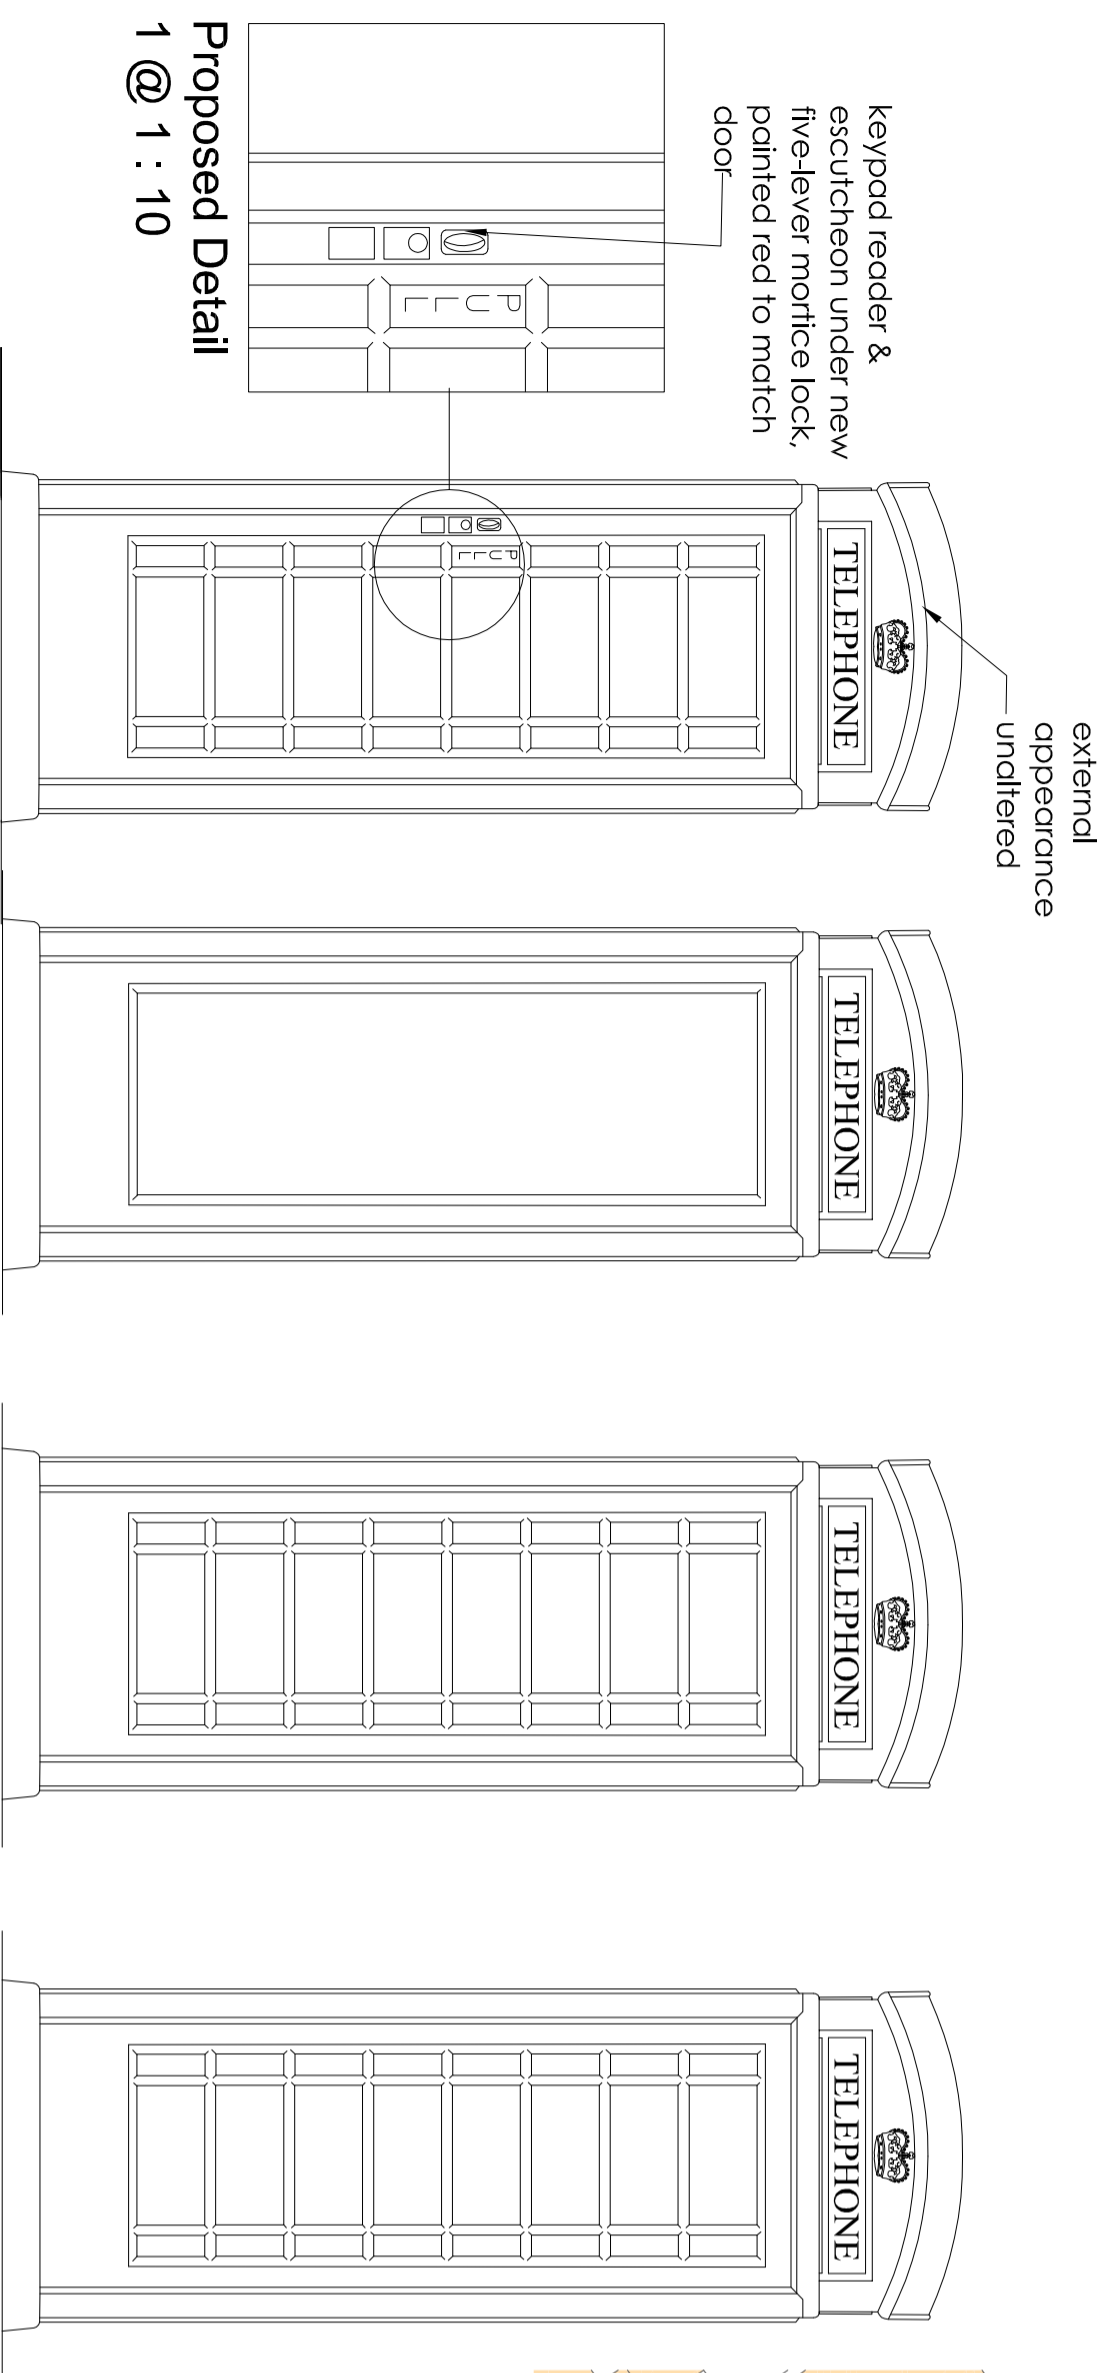 keypad reader &
escutcheon under new
five-lever mortice lock,
painted red to match
door
external
appearance
unaltered
TELEPHONE
PULL
TELEPHONE
TELEPHONE
TELEPHONE
PULL
Proposed Detail
1 @ 1 : 10